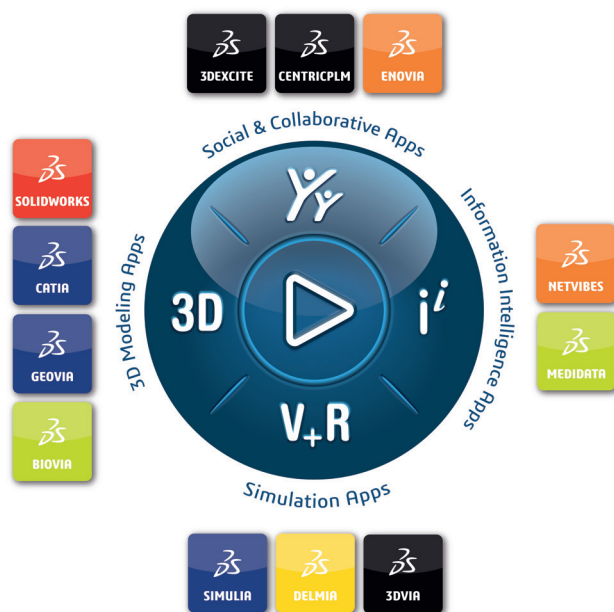 3DEXCITE
CENTRICPLM
ENOVIA
Social & Collaborative Apps
SOLIDWORKS
CATIA
GEOVIA
BIOVIA
3D Modeling Apps
3D
i i
V+R
Information Intelligence Apps
NETVIBES
MEDIDATA
Simulation Apps
SIMULIA
DELMIA
3DVIA